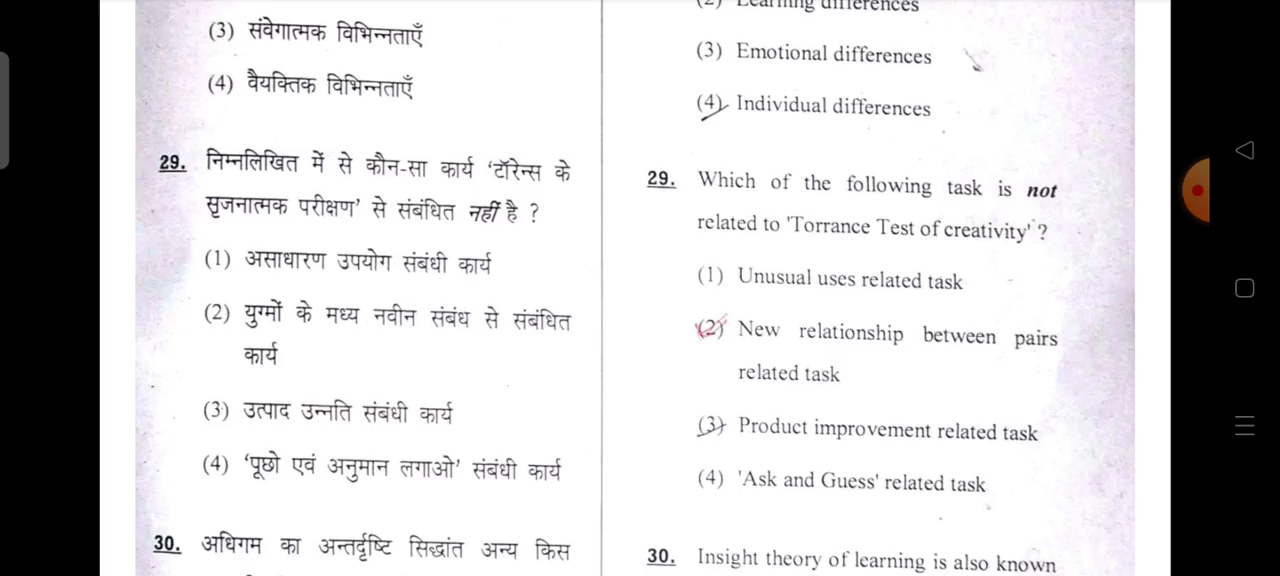 (3) संवेगात्मक विभिन्नताएँ
(4) वैयक्तिक विभिन्नताएँ
29. निम्नलिखित में से कौन-सा कार्य ‘टॉरेन्स के
सृजनात्मक परीक्षण’ से संबंधित नहीं है ?
(1) असाधारण उपयोग संबंधी कार्य
(2) युग्मों के मध्य नवीन संबंध से संबंधित
कार्य
(3) उत्पाद उन्नति संबंधी कार्य
(4) ‘पूछो एवं अनुमान लगाओ’ संबंधी कार्य
30. अधिगम का अन्तर्दृष्टि सिद्धांत अन्य किस
(2) Learning differences
(3) Emotional differences
(4) Individual differences
29. Which of the following task is not
related to 'Torrance Test of creativity' ?
(1) Unusual uses related task
(2) New relationship between pairs
related task
(3) Product improvement related task
(4) 'Ask and Guess' related task
30. Insight theory of learning is also known